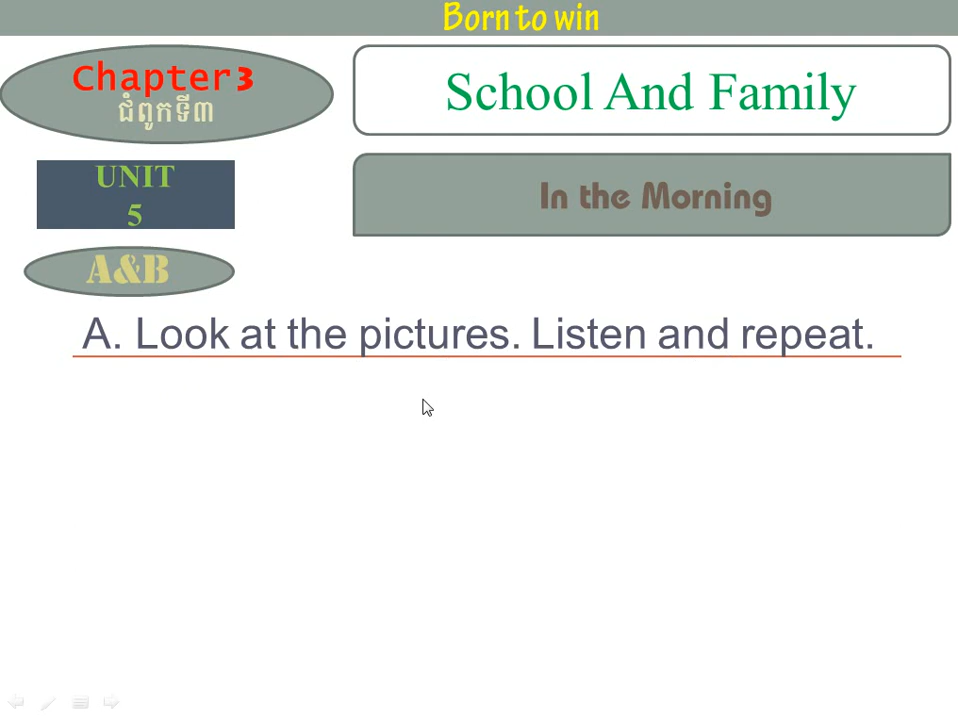 Born to win
Chapter3
ជំពូកទី៣
School And Family
UNIT
5
In the Morning
A&B
A. Look at the pictures. Listen and repeat.